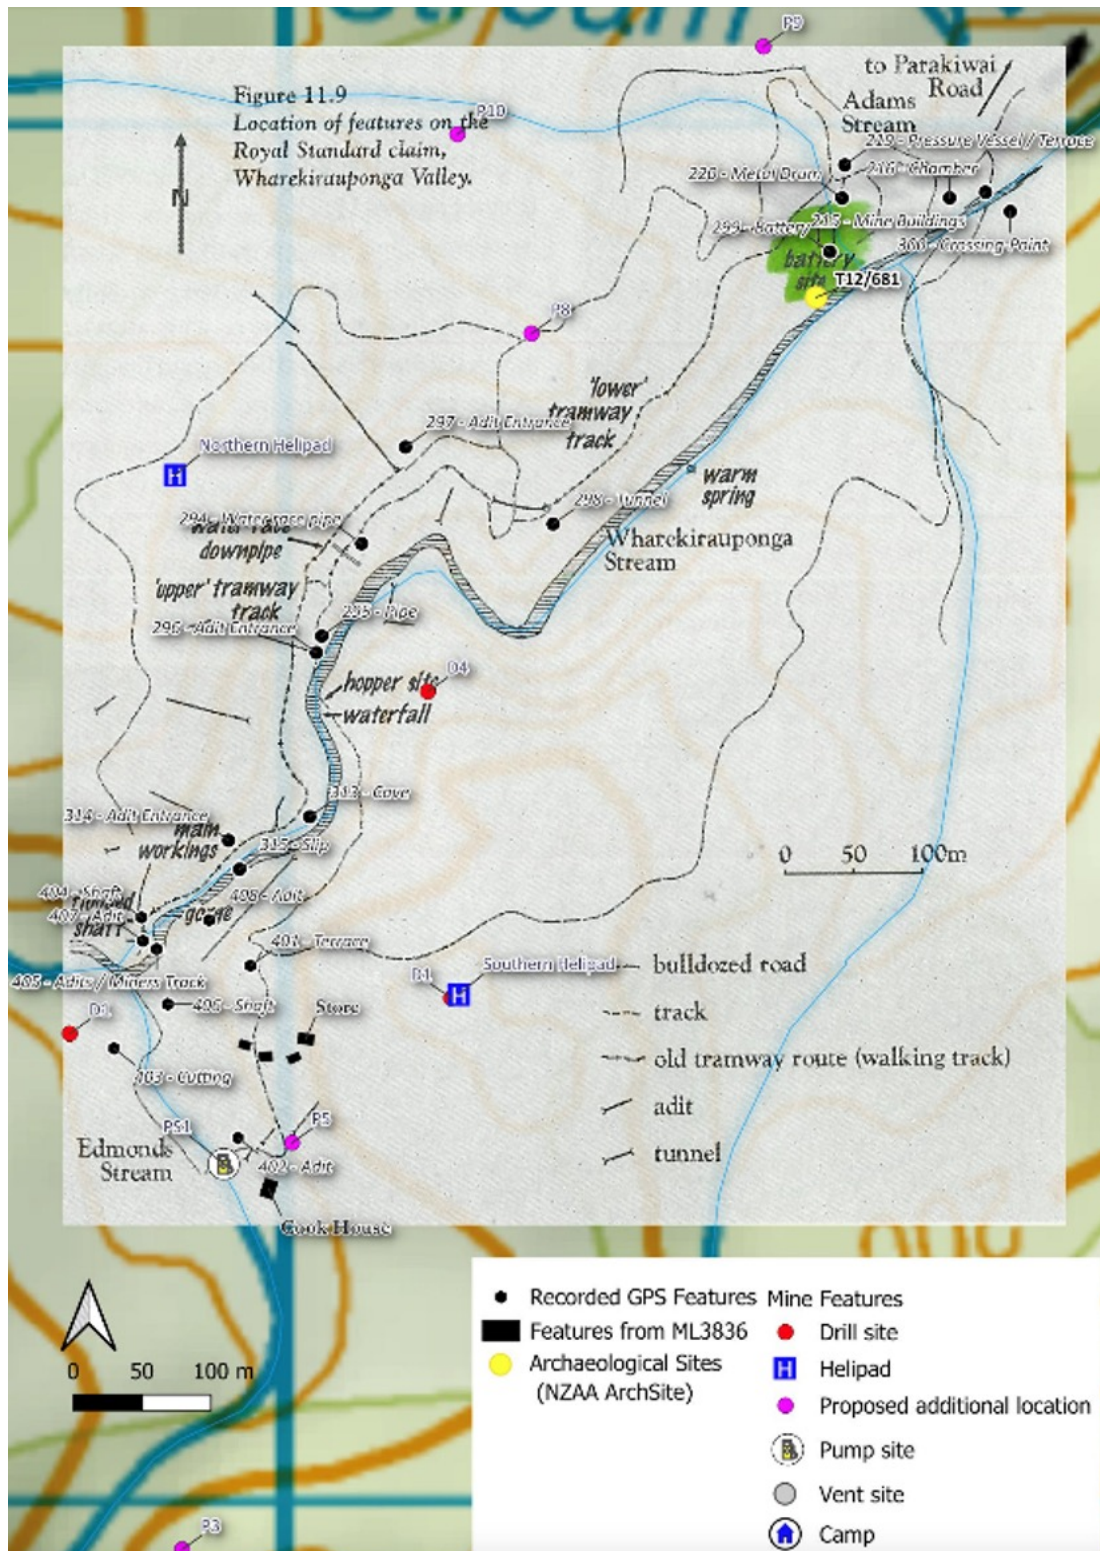 P9
to Parakiwai
Road
Figure 11.9
Location of features on the
Royal Standard claim,
Wharekirauponga Valley.
P10
Adams
Stream
219 - Pressure Vessel / Terrace
220 - Metal Drum
216 - Chamber
299 - Battery
217 - Mine Buildings
300 - Crossing Point
N
battery
site
T12/681
P8
'lower'
tramway
track
297 - Adit Entrance
Northern Helipad
H
warm
spring
298 - Tunnel
294 - Water race pipe
water race
downpipe
Wharekirauponga
Stream
'upper' tramway
track
295 - Pipe
296 - Adit Entrance
D4
hopper site
waterfall
313 - Cave
314 - Adit Entrance
main
workings
315 - Slip
0 50 100m
404 - Shaft
408 - Adit
407 - Adit
shaft
gorge
401 - Terrace
405 - Adits / Miners Track
406 - Shaft
D1
Southern Helipad
H
bulldozed road
Store
track
D1
old tramway route (walking track)
403 - Cutting
adit
PS1
P5
tunnel
Edmonds
Stream
402 - Adit
Cook House
Recorded GPS Features
Features from ML3836
Archaeological Sites
(NZAA ArchSite)
Mine Features
Drill site
H Helipad
Proposed additional location
Pump site
Vent site
Camp
0 50 100 m
P3